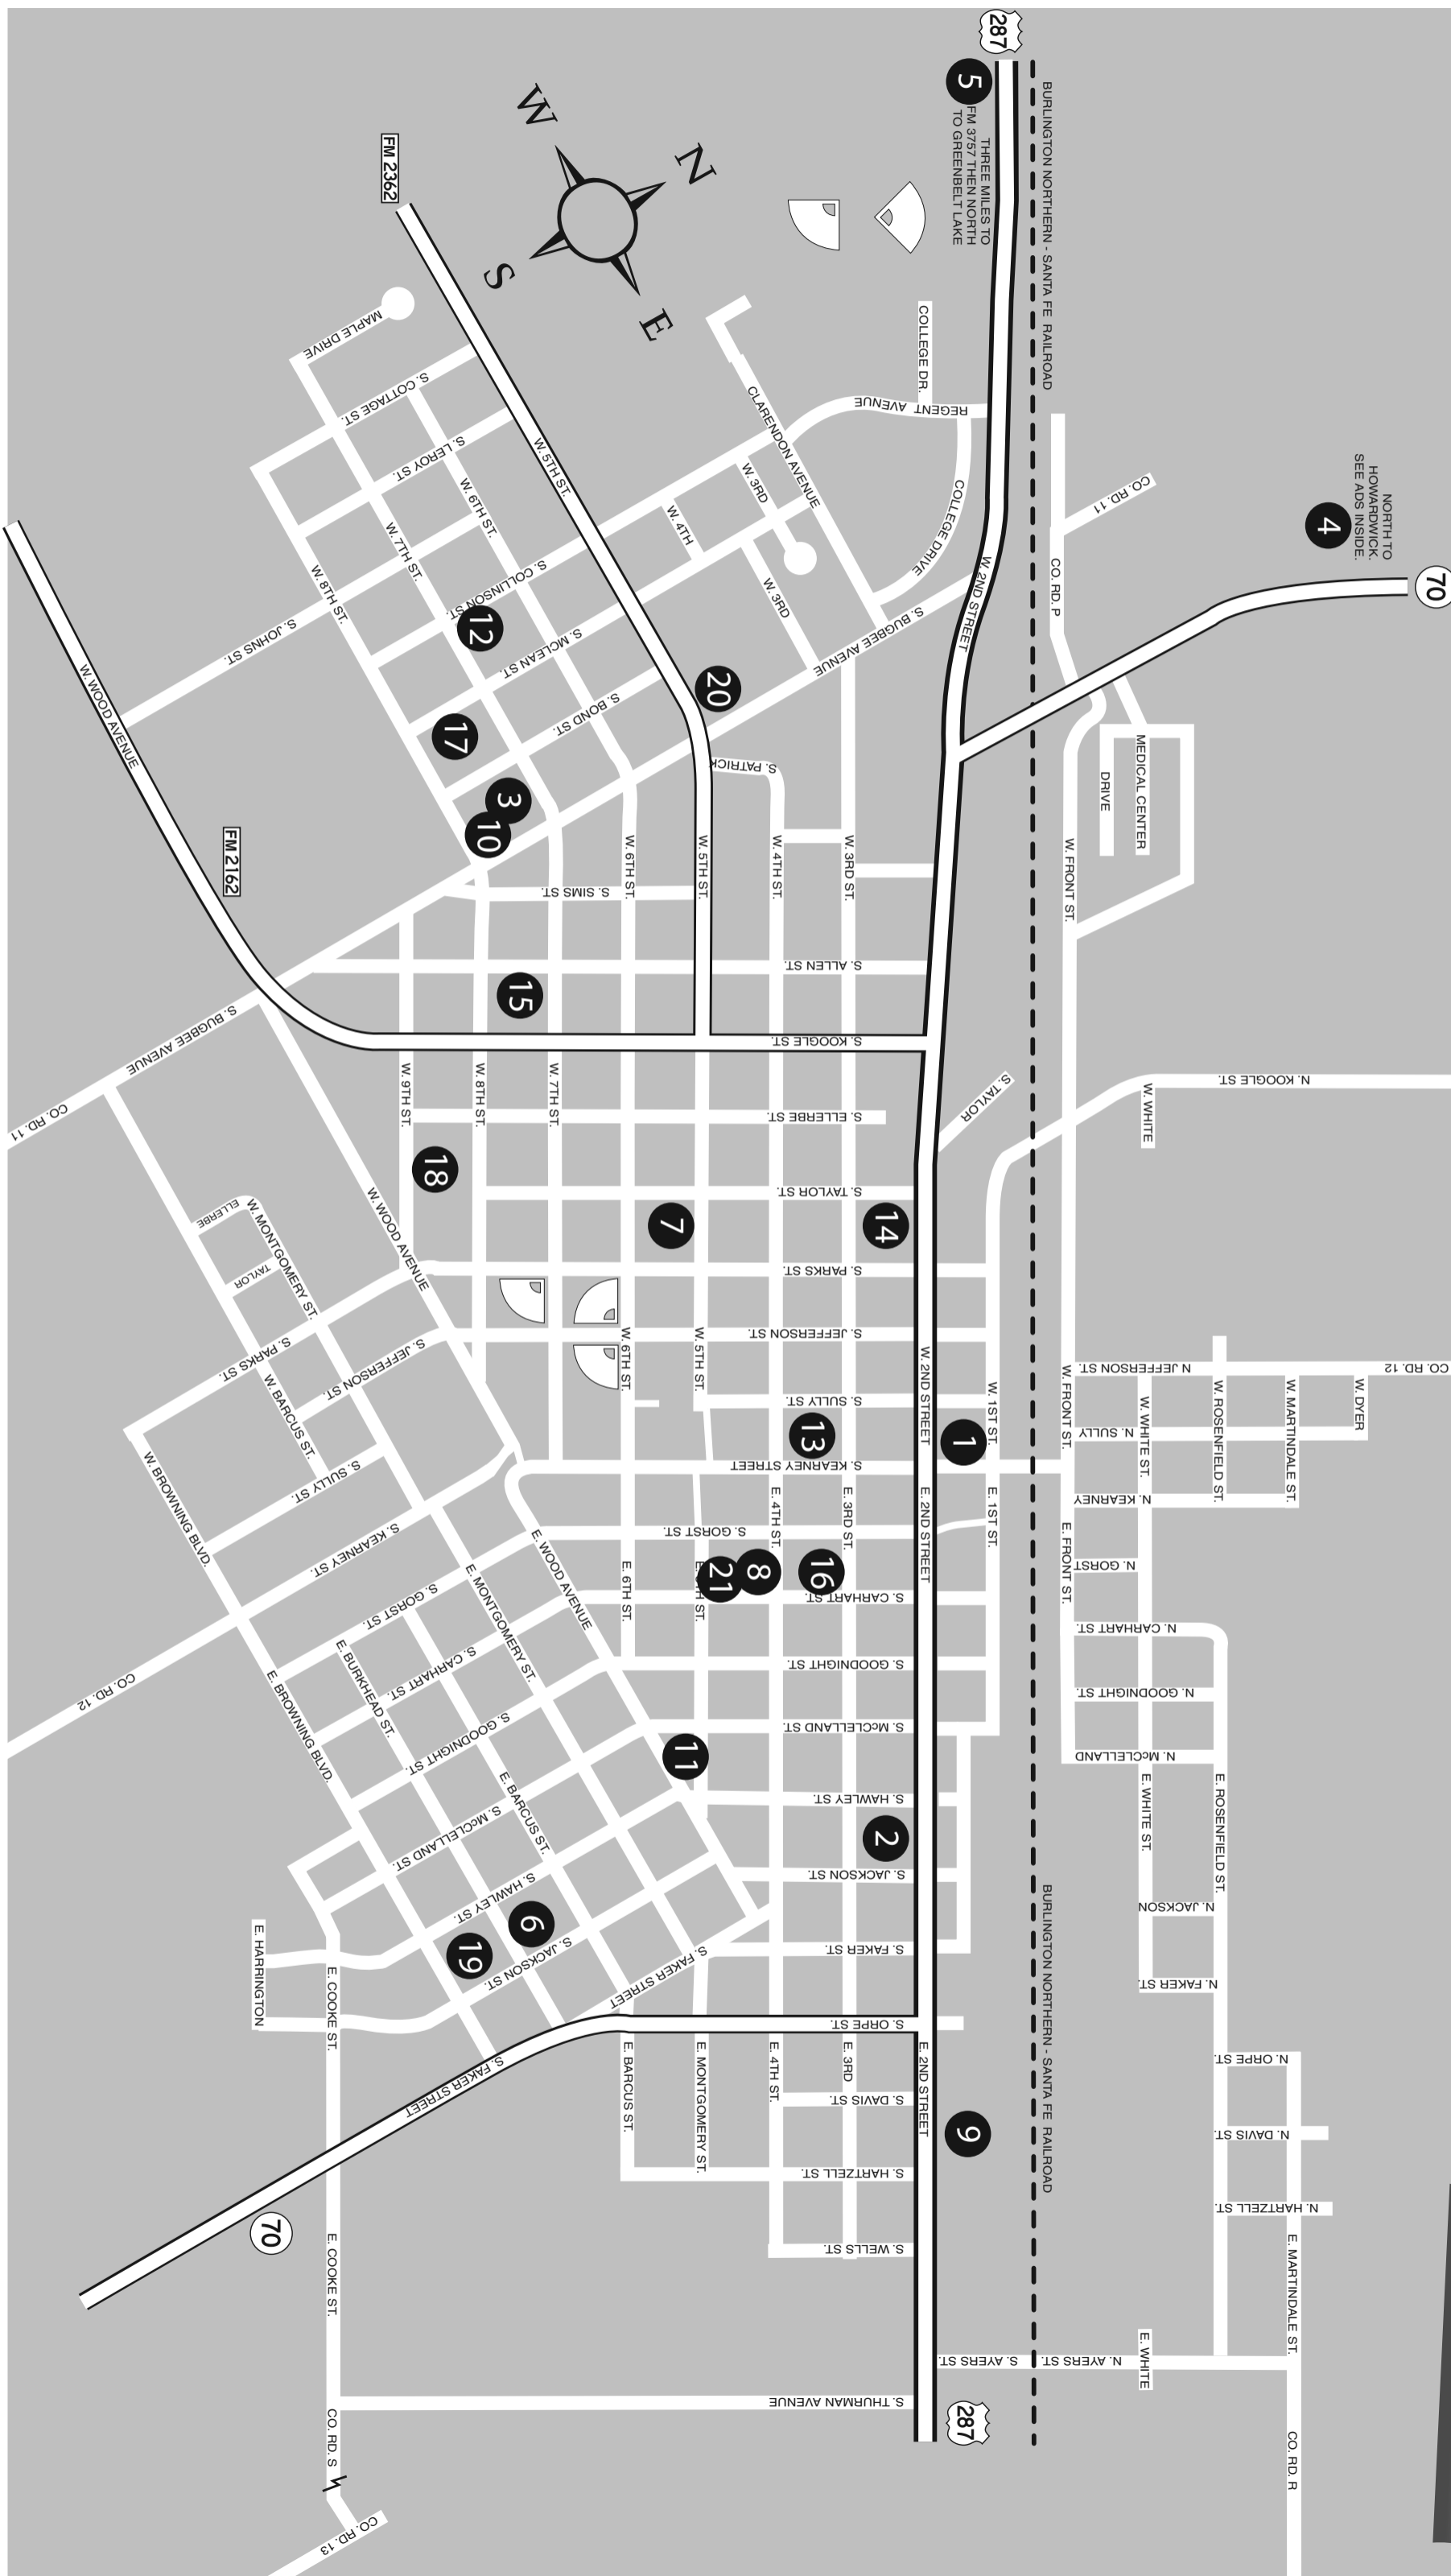 287
5
THREE MILES TO
FM 3757 THEN NORTH
TO GREENBELT LAKE
BURLINGTON NORTHERN - SANTA FE RAILROAD
NORTH TO
HOWARDWICK.
SEE ADS INSIDE.
4
70
W
N
S
E
FM 2362
COLLEGE DR.
REGENT AVENUE
CLARENDON AVENUE
COLLEGE DRIVE
W. 2ND STREET
CO. RD. 11
CO. RD. P
MAPLE DRIVE
S. COTTAGE ST.
S. LEROY ST.
W. 5TH ST.
W. 6TH ST.
W. 7TH ST.
W. 8TH ST.
W. 3RD
W. 4TH
W. 3RD
S. COLLINSON ST.
S. MCLEAN ST.
S. BOND ST.
S. JOHNS ST.
S. BUGBEE AVENUE
12
20
17
3
10
W. WOOD AVENUE
FM 2162
S. PATRICK
MEDICAL CENTER
DRIVE
W. FRONT ST.
W. 3RD ST.
W. 4TH ST.
W. 5TH ST.
W. 6TH ST.
S. SIMS ST.
S. ALLEN ST.
15
S. KOOGLE ST.
S. BUGBEE AVENUE
CO. RD. 11
W. 9TH ST.
W. 8TH ST.
W. 7TH ST.
S. ELLERBE ST.
S. TAYLOR
N. KOOGLE ST.
W. WHITE
18
S. TAYLOR ST.
7
14
W. WOOD AVENUE
ELLERBE
W. MONTGOMERY ST.
TAYLOR
S. PARKS ST.
S. PARKS ST.
S. JEFFERSON ST.
S. JEFFERSON ST.
W. BARCUS ST.
W. 6TH ST.
W. 5TH ST.
W. 2ND STREET
W. 1ST ST.
W. FRONT ST.
N JEFFERSON ST.
CO. RD. 12
W. DYER
W. MARTINDALE ST.
W. ROSENFIELD ST.
W. WHITE ST.
N. SULLY ST.
S. SULLY ST.
13
1
S. KEARNEY STREET
N. KEARNEY
S. SULLY ST.
W. BROWNING BLVD.
S. KEARNEY ST.
E. 4TH ST.
E. 3RD ST.
E. 2ND STREET
E. 1ST ST.
E. FRONT ST.
S. GORST ST.
N. GORST
21
8
16
E. 6TH ST.
E. WOOD AVENUE
E. MONTGOMERY ST.
S. GORST ST.
S. CARHART ST.
N. CARHART ST.
S. CARHART ST.
E. BURKHEAD ST.
E. BROWNING BLVD.
CO. RD. 12
S. GOODNIGHT ST.
N. GOODNIGHT ST.
S. GOODNIGHT ST.
S. McCLELLAND ST.
N. McCLELLAND
11
E. WHITE ST.
E. ROSENFIELD ST.
S. HAWLEY ST.
2
E. BARCUS ST.
S. McCLELLAND ST.
S. JACKSON ST.
N. JACKSON
S. HAWLEY ST.
6
19
S. JACKSON ST.
E. HARRINGTON
E. COOKE ST.
S. FAKER ST.
S. FAKER STREET
N. FAKER ST.
BURLINGTON NORTHERN - SANTA FE RAILROAD
S. ORPE ST.
N. ORPE ST.
S. FAKER STREET
E. BARCUS ST.
E. MONTGOMERY ST.
E. 4TH ST.
E. 3RD
E. 2ND STREET
9
S. DAVIS ST.
N. DAVIS ST.
S. HARTZELL ST.
N. HARTZELL ST.
70
S. WELLS ST.
E. COOKE ST.
E. MARTINDALE ST.
S. AYERS ST.
N. AYERS ST.
E. WHITE
S. THURMAN AVENUE
287
CO. RD. S
CO. RD. R
CO. RD. 13